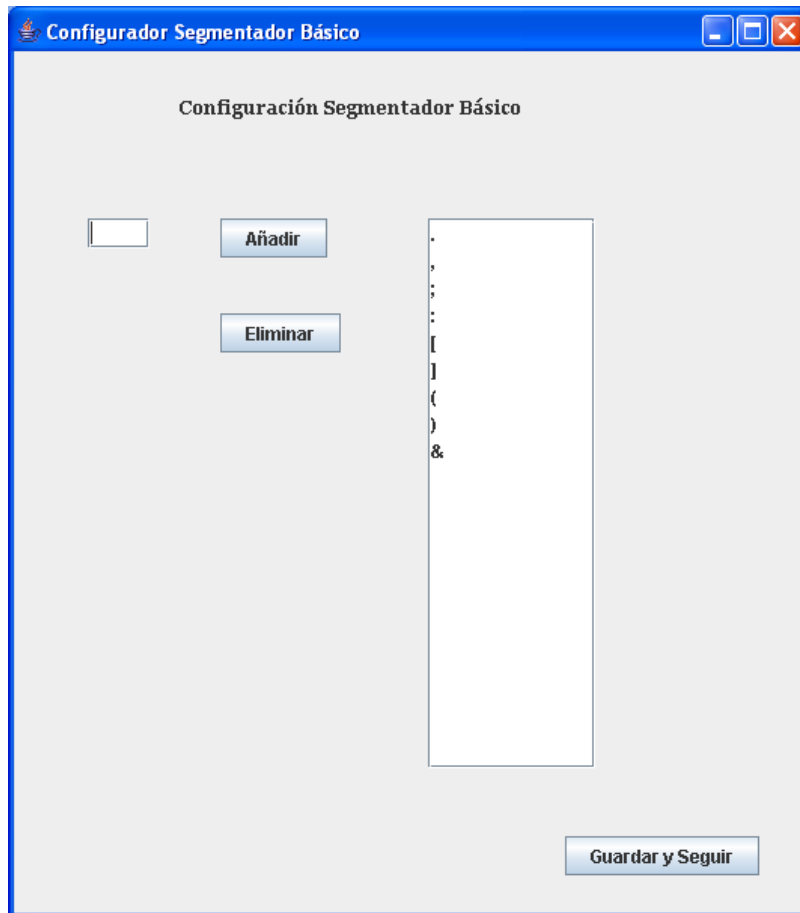 Configurador Segmentador Básico
Configuración Segmentador Básico
Añadir
Eliminar
.
,
;
:
[
]
(
)
&
Guardar y Seguir